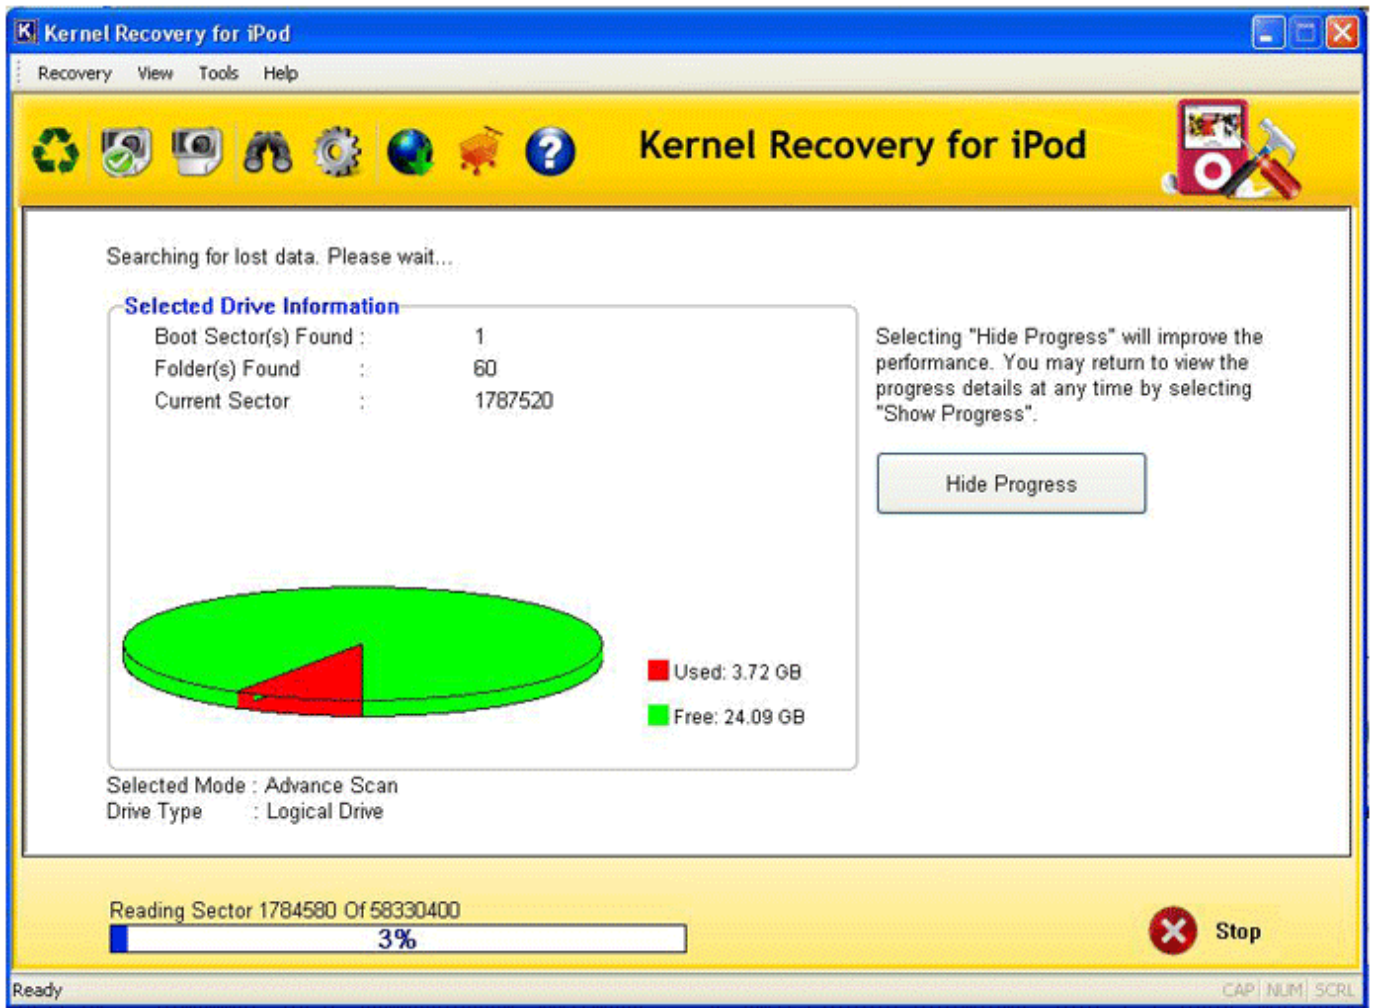 Kernel Recovery for iPod
Recovery View Tools Help
Kernel Recovery for iPod
Searching for lost data. Please wait...
Selected Drive Information
Boot Sector(s) Found : 1
Folder(s) Found : 60
Current Sector : 1787520
Selecting "Hide Progress" will improve the
performance. You may return to view the
progress details at any time by selecting
"Show Progress".
Hide Progress
Used: 3.72 GB
Free: 24.09 GB
Selected Mode : Advance Scan
Drive Type : Logical Drive
Reading Sector 1784580 Of 58330400
3%
Stop
Ready
CAP NUM SCRL